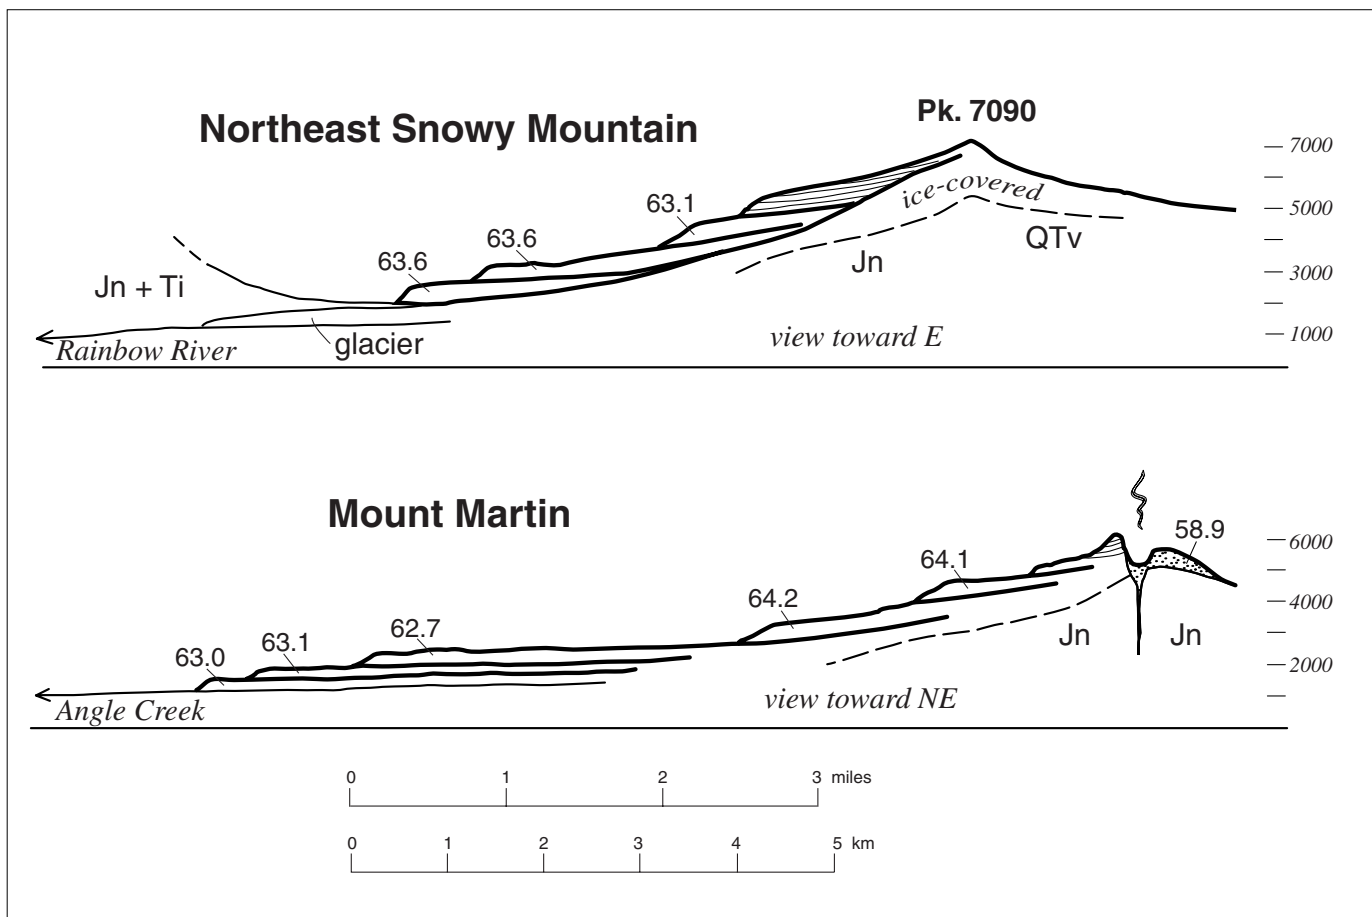 Pk. 7090
Northeast Snowy Mountain
7000
ice-covered
63.1
5000
63.6
QTv
63.6
Jn
3000
Jn + Ti
1000
Rainbow River
glacier
view toward E
Mount Martin
58.9
6000
64.1
64.2
4000
62.7
63.1
Jn
Jn
63.0
2000
view toward NE
Angle Creek
0 1 2 3 miles
0 1 2 3 4 5 km